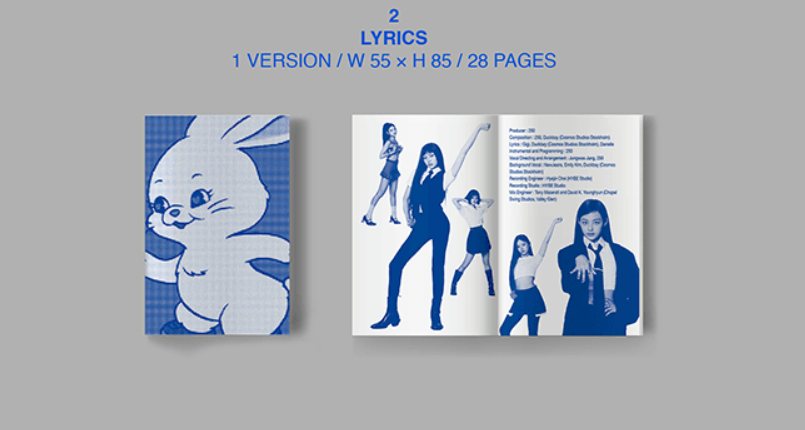 2
LYRICS
1 VERSION / W 55 × H 85 / 28 PAGES
Producer : 250
Composition : 250, Duckbay (Cosmos Studios Stockholm)
Lyrics : Gigi, Duckbay (Cosmos Studios Stockholm), Danielle
Instrumental and Programming : 250
Vocal Directing and Arrangement : Jungwoo Jang, 250
Background Vocal : NewJeans, Emily Kim, Duckbay (Cosmos
Studios Stockholm)
Recording Engineer : Hyejin Choi (HYBE Studio)
Recording Studio : HYBE Studio
Mix Engineer : Tony Maserati and David K. Younghyun (Chapel
Swing Studios, Valley Glen)